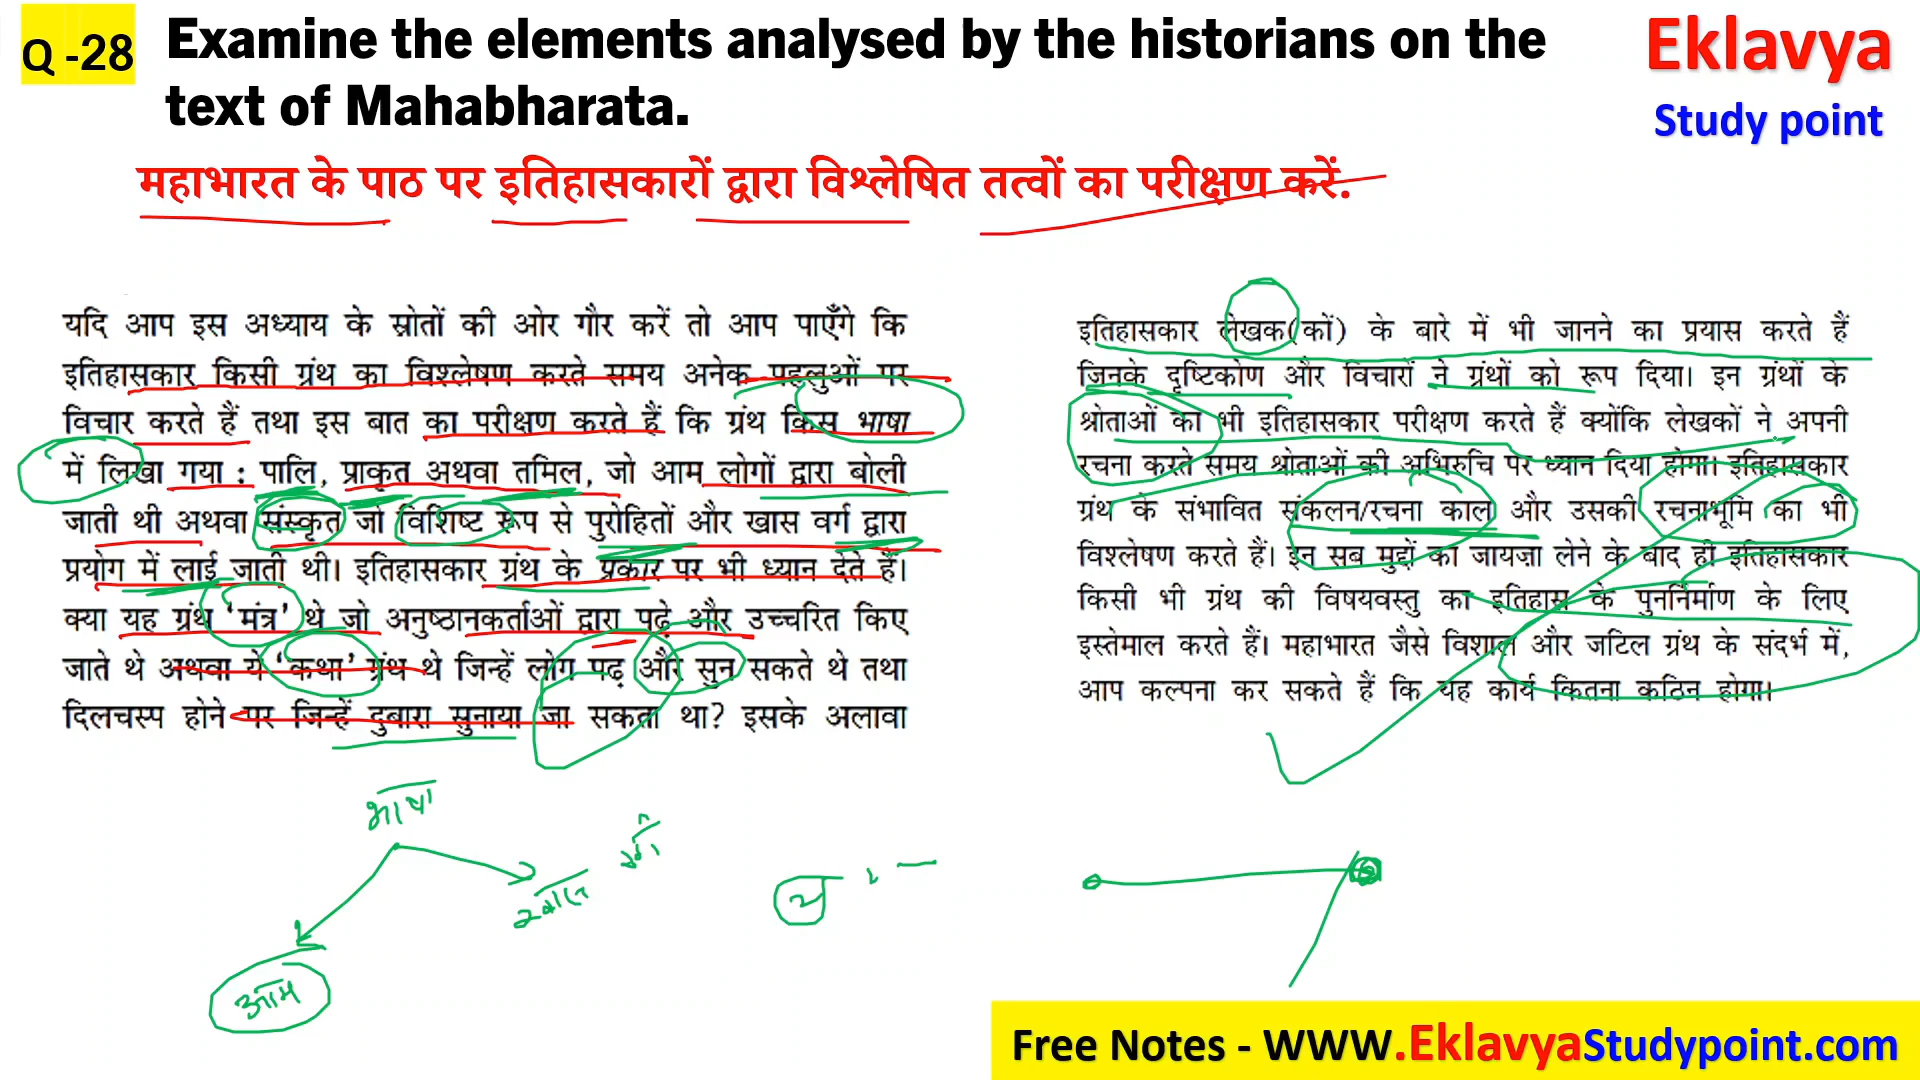 Q -28
Examine the elements analysed by the historians on the
text of Mahabharata.
Eklavya
Study point
महाभारत के पाठ पर इतिहासकारों द्वारा विश्लेषित तत्वों का परीक्षण करें.
यदि आप इस अध्याय के स्रोतों की ओर गौर करें तो आप पाएँगे कि
इतिहासकार किसी ग्रंथ का विश्लेषण करते समय अनेक पहलुओं पर
विचार करते हैं तथा इस बात का परीक्षण करते हैं कि ग्रंथ किस भाषा
में लिखा गया : पालि, प्राकृत अथवा तमिल, जो आम लोगों द्वारा बोली
जाती थी अथवा संस्कृत जो विशिष्ट रूप से पुरोहितों और खास वर्ग द्वारा
प्रयोग में लाई जाती थी। इतिहासकार ग्रंथ के प्रकार पर भी ध्यान देते हैं।
क्या यह ग्रंथ ‘मंत्र’ थे जो अनुष्ठानकर्ताओं द्वारा पढ़े और उच्चरित किए
जाते थे अथवा ये ‘कथा’ ग्रंथ थे जिन्हें लोग पढ़ और सुन सकते थे तथा
दिलचस्प होने पर जिन्हें दुबारा सुनाया जा सकता था? इसके अलावा
इतिहासकार लेखक(कों) के बारे में भी जानने का प्रयास करते हैं
जिनके दृष्टिकोण और विचारों ने ग्रंथों को रूप दिया। इन ग्रंथों के
श्रोताओं का भी इतिहासकार परीक्षण करते हैं क्योंकि लेखकों ने अपनी
रचना करते समय श्रोताओं की अभिरुचि पर ध्यान दिया होगा। इतिहासकार
ग्रंथ के संभावित संकलन/रचना काल और उसकी रचनाभूमि का भी
विश्लेषण करते हैं। इन सब मुद्दों का जायज़ा लेने के बाद ही इतिहासकार
किसी भी ग्रंथ की विषयवस्तु का इतिहास के पुनर्निर्माण के लिए
इस्तेमाल करते हैं। महाभारत जैसे विशाल और जटिल ग्रंथ के संदर्भ में,
आप कल्पना कर सकते हैं कि यह कार्य कितना कठिन होगा।
भाषा
आम
Free Notes - WWW.EklavyaStudypoint.com